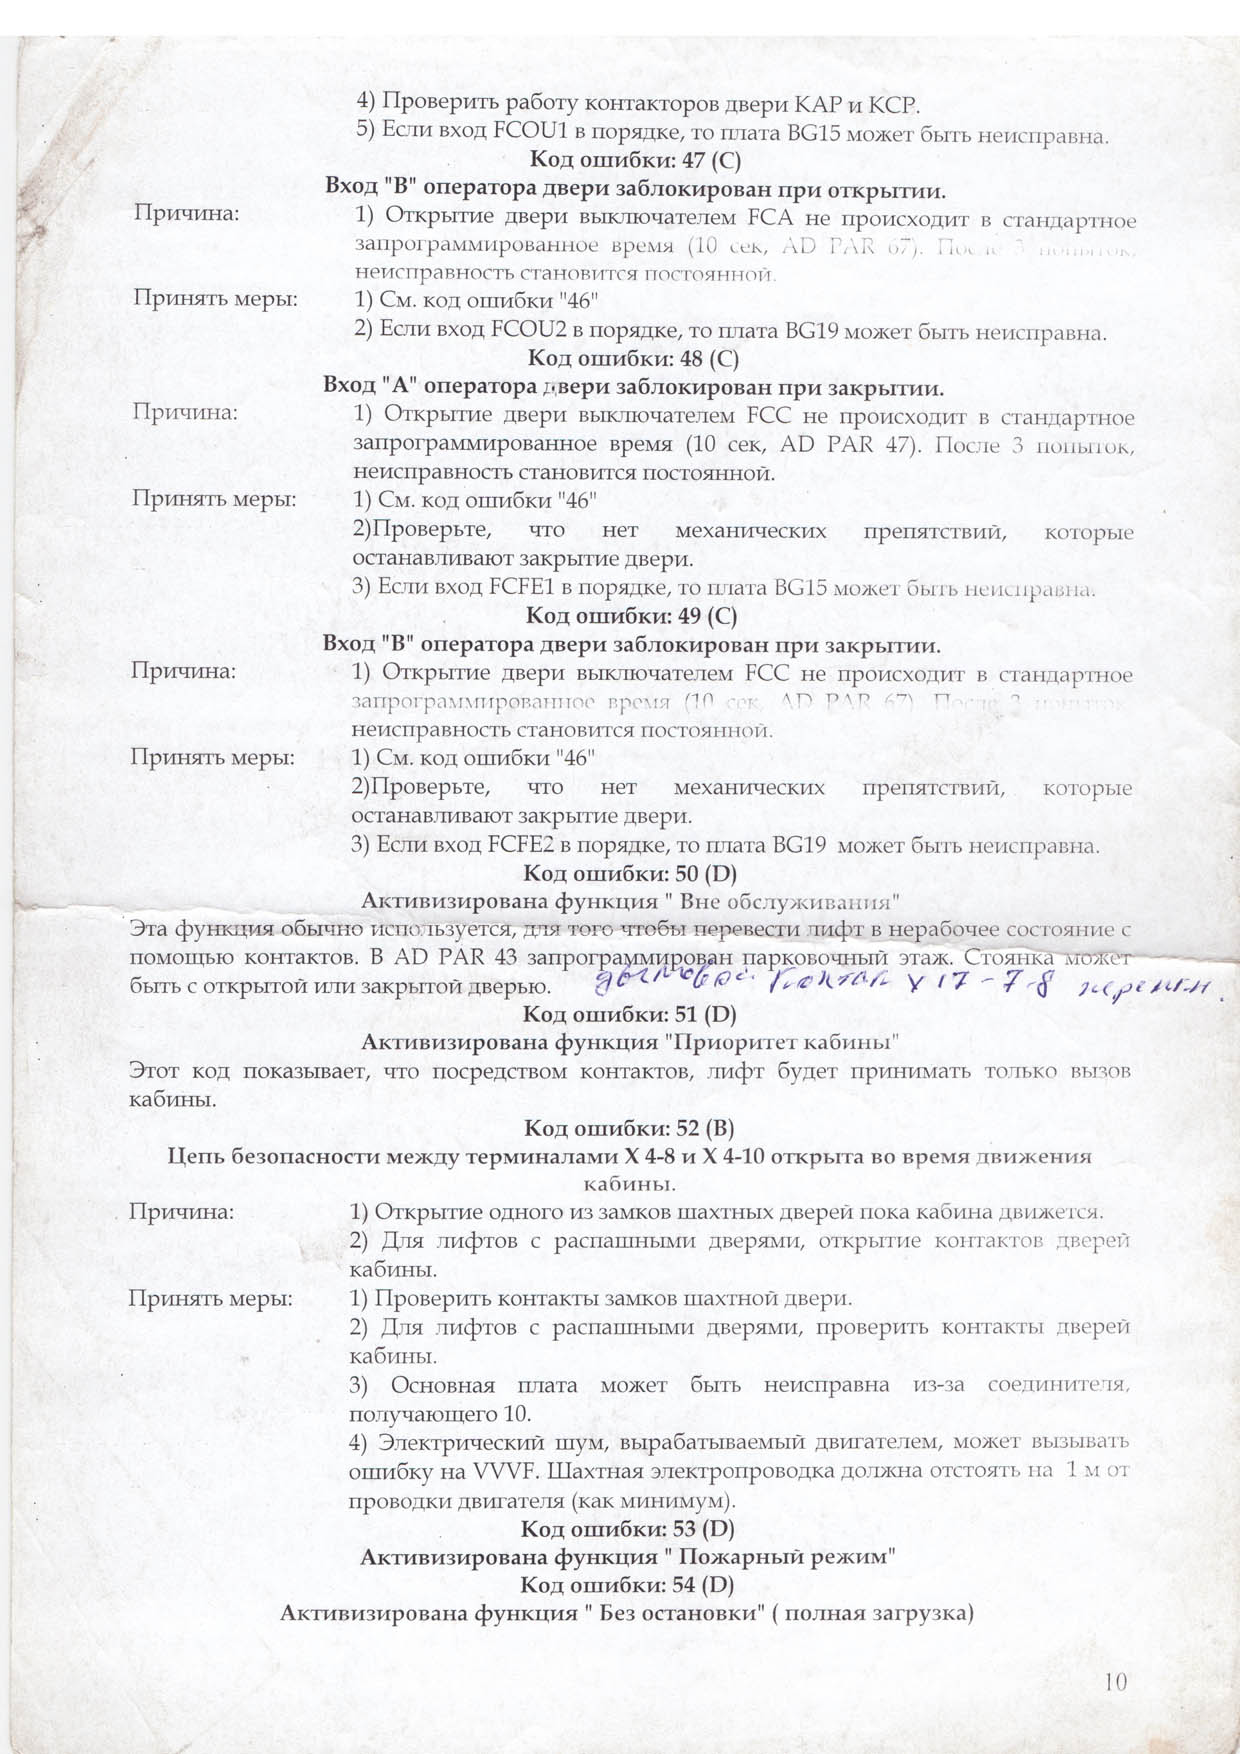 4) Проверить работу контакторов двери KAP и KCP.
5) Если вход FCOU1 в порядке, то плата BG15 может быть неисправна.
Код ошибки: 47 (C)
Вход "B" оператора двери заблокирован при открытии.
Причина: 1) Открытие двери выключателем FCA не происходит в стандартное
запрограммированное время (10 сек, AD PAR 67). После 3 попыток,
неисправность становится постоянной.
Принять меры: 1) См. код ошибки "46"
2) Если вход FCOU2 в порядке, то плата BG19 может быть неисправна.
Код ошибки: 48 (C)
Вход "A" оператора двери заблокирован при закрытии.
Причина: 1) Открытие двери выключателем FCC не происходит в стандартное
запрограммированное время (10 сек, AD PAR 47). После 3 попыток,
неисправность становится постоянной.
Принять меры: 1) См. код ошибки "46"
2)Проверьте, что нет механических препятствий, которые
останавливают закрытие двери.
3) Если вход FCFE1 в порядке, то плата BG15 может быть неисправна.
Код ошибки: 49 (C)
Вход "B" оператора двери заблокирован при закрытии.
Причина: 1) Открытие двери выключателем FCC не происходит в стандартное
запрограммированное время (10 сек, AD PAR 67). После 3 попыток,
неисправность становится постоянной.
Принять меры: 1) См. код ошибки "46"
2)Проверьте, что нет механических препятствий, которые
останавливают закрытие двери.
3) Если вход FCFE2 в порядке, то плата BG19 может быть неисправна.
Код ошибки: 50 (D)
Активизирована функция " Вне обслуживания"
Эта функция обычно используется, для того чтобы перевести лифт в нерабочее состояние с
помощью контактов. В AD PAR 43 запрограммирован парковочный этаж. Стоянка может
быть с открытой или закрытой дверью. X17-7-8
Код ошибки: 51 (D)
Активизирована функция "Приоритет кабины"
Этот код показывает, что посредством контактов, лифт будет принимать только вызов
кабины.
Код ошибки: 52 (B)
Цепь безопасности между терминалами X 4-8 и X 4-10 открыта во время движения
кабины.
Причина: 1) Открытие одного из замков шахтных дверей пока кабина движется.
2) Для лифтов с распашными дверями, открытие контактов дверей
кабины.
Принять меры: 1) Проверить контакты замков шахтной двери.
2) Для лифтов с распашными дверями, проверить контакты дверей
кабины.
3) Основная плата может быть неисправна из-за соединителя,
получающего 10.
4) Электрический шум, вырабатываемый двигателем, может вызывать
ошибку на VVVF. Шахтная электропроводка должна отстоять на 1 м от
проводки двигателя (как минимум).
Код ошибки: 53 (D)
Активизирована функция " Пожарный режим"
Код ошибки: 54 (D)
Активизирована функция " Без остановки" ( полная загрузка)
10